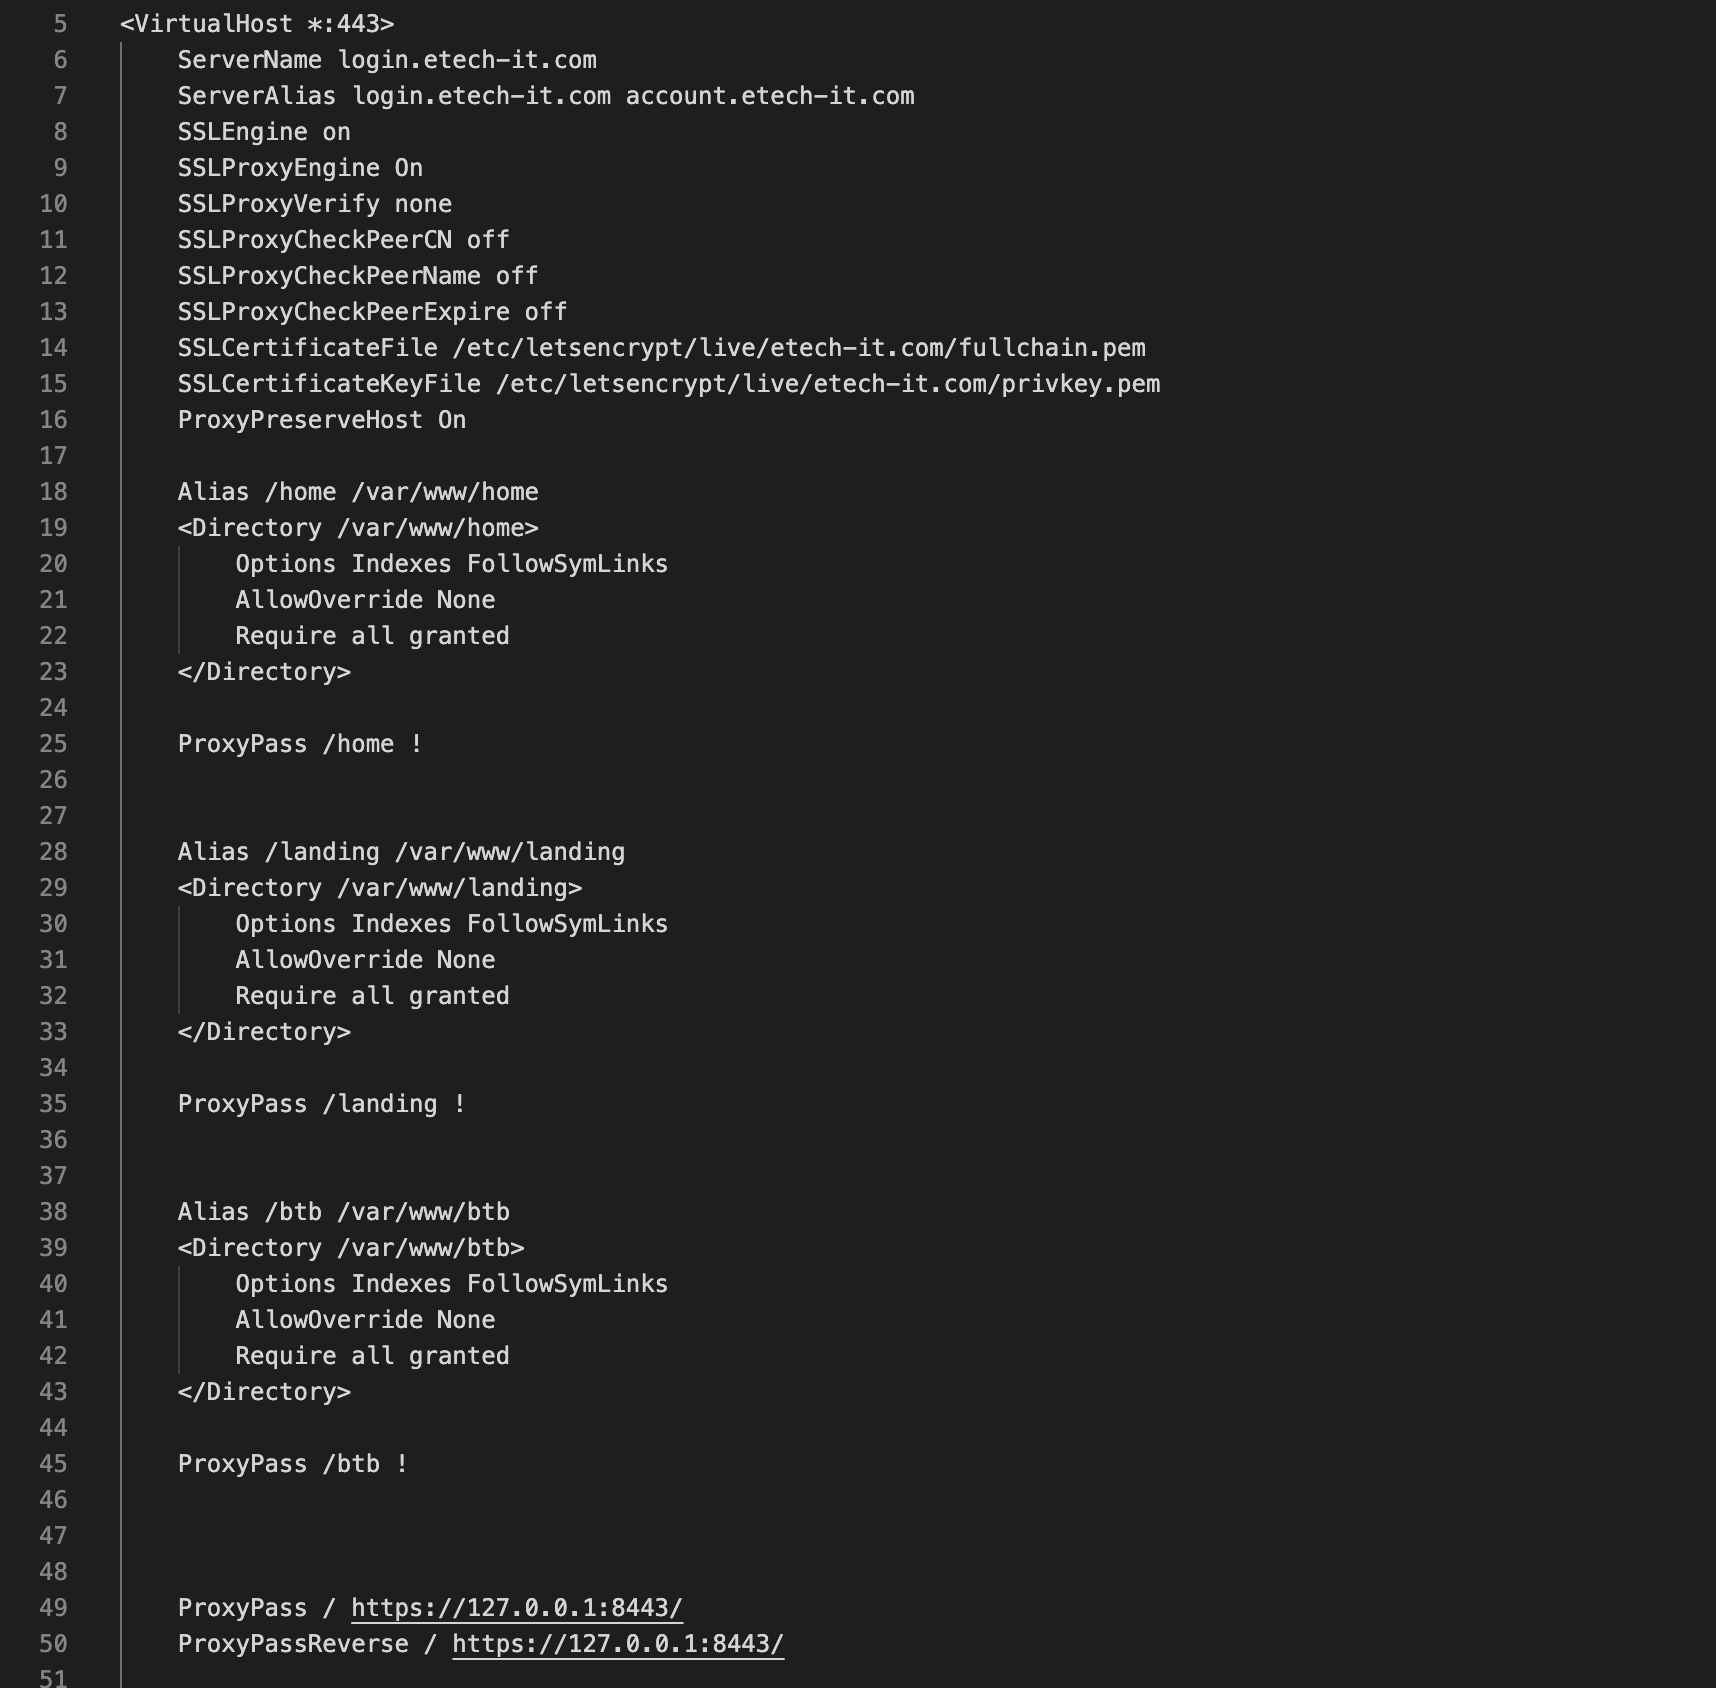 5 <VirtualHost *:443>
6 ServerName login.etech-it.com
7 ServerAlias login.etech-it.com account.etech-it.com
8 SSLEngine on
9 SSLProxyEngine On
10 SSLProxyVerify none
11 SSLProxyCheckPeerCN off
12 SSLProxyCheckPeerName off
13 SSLProxyCheckPeerExpire off
14 SSLCertificateFile /etc/letsencrypt/live/etech-it.com/fullchain.pem
15 SSLCertificateKeyFile /etc/letsencrypt/live/etech-it.com/privkey.pem
16 ProxyPreserveHost On
17
18 Alias /home /var/www/home
19 <Directory /var/www/home>
20 Options Indexes FollowSymLinks
21 AllowOverride None
22 Require all granted
23 </Directory>
24
25 ProxyPass /home !
26
27
28 Alias /landing /var/www/landing
29 <Directory /var/www/landing>
30 Options Indexes FollowSymLinks
31 AllowOverride None
32 Require all granted
33 </Directory>
34
35 ProxyPass /landing !
36
37
38 Alias /btb /var/www/btb
39 <Directory /var/www/btb>
40 Options Indexes FollowSymLinks
41 AllowOverride None
42 Require all granted
43 </Directory>
44
45 ProxyPass /btb !
46
47
48
49 ProxyPass / https://127.0.0.1:8443/
50 ProxyPassReverse / https://127.0.0.1:8443/
51